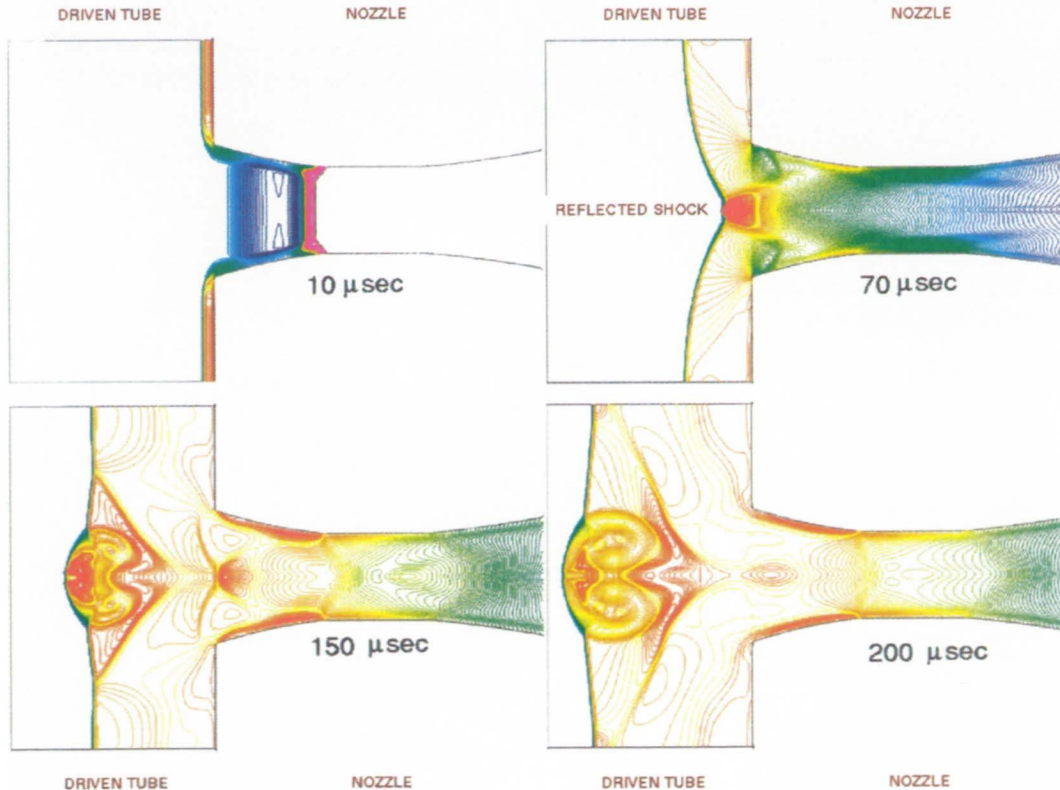 DRIVEN TUBE NOZZLE DRIVEN TUBE NOZZLE
10 μsec
REFLECTED SHOCK
70 μsec
150 μsec
200 μsec
DRIVEN TUBE NOZZLE DRIVEN TUBE NOZZLE